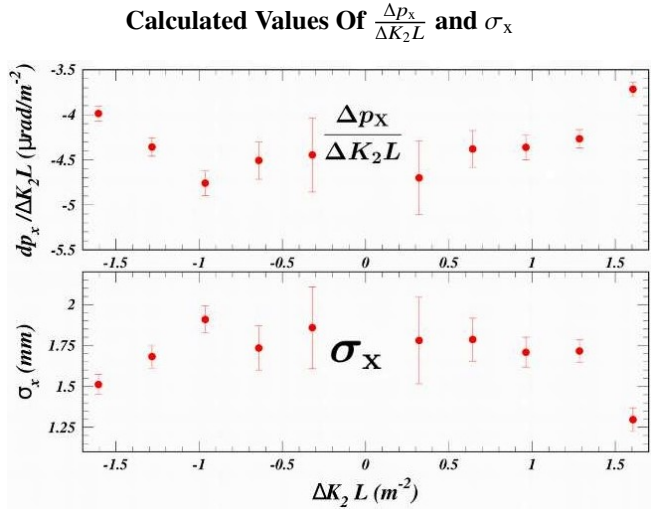 Calculated Values Of Δpx/ΔK2L and σx
dpx/ΔK2L (μrad/m-2)
-3.5
-4
-4.5
-5
-5.5
Δpx
ΔK2L
-1.5 -1 -0.5 0 0.5 1 1.5
σx (mm)
2
1.75
1.5
1.25
σx
-1.5 -1 -0.5 0 0.5 1 1.5
ΔK2 L (m-2)